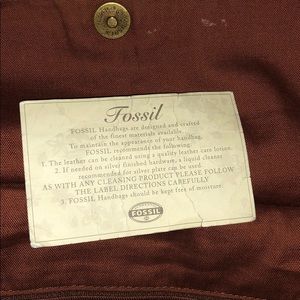 Fossil
FOSSIL Handbags are designed and crafted
of the finest materials available.
To maintain the appearance of your handbag,
FOSSIL recommends the following:
1. The leather can be cleaned using a quality leather care lotion.
2. If needed on silver finished hardware, a liquid cleaner
recommended for silver plate can be used.
AS WITH ANY CLEANING PRODUCT PLEASE FOLLOW
THE LABEL DIRECTIONS CAREFULLY
3. FOSSIL Handbags should be kept free of moisture.
FOSSIL